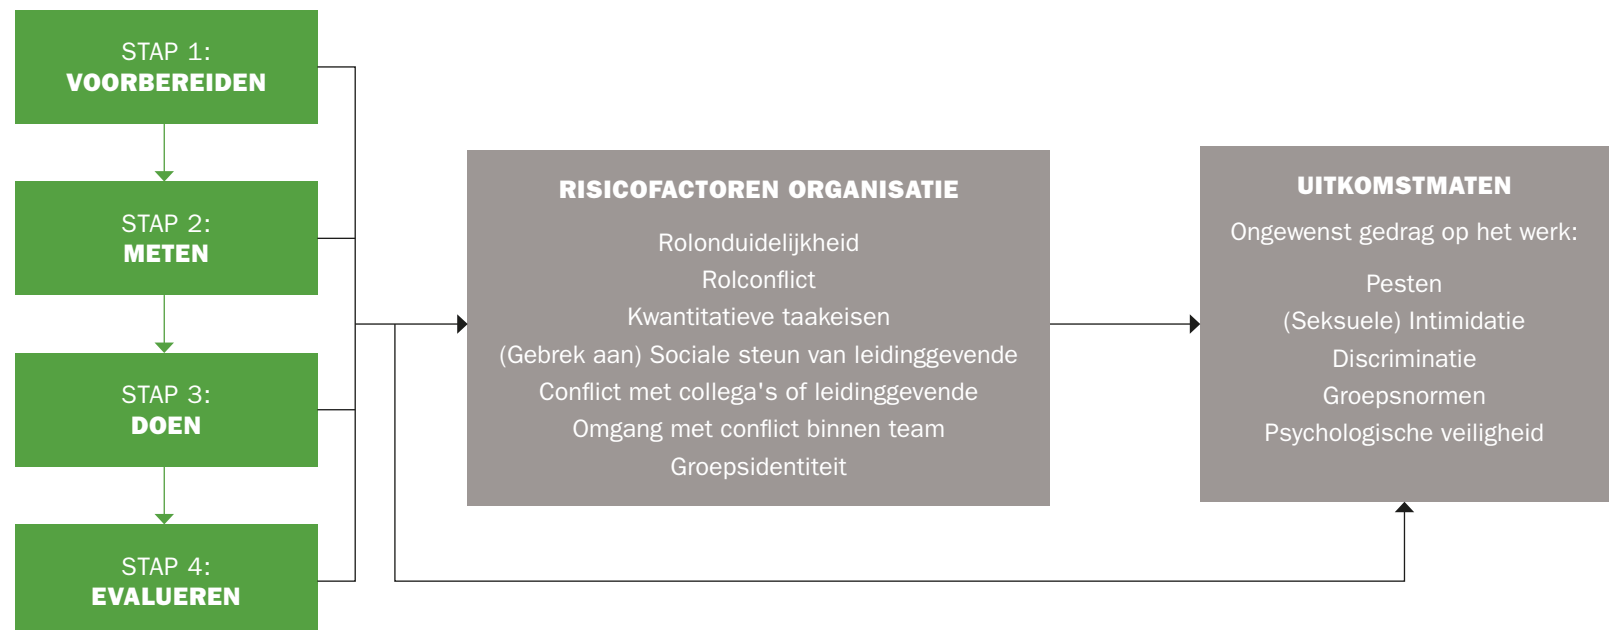 STAP 1:
VOORBEREIDEN
STAP 2:
METEN
STAP 3:
DOEN
STAP 4:
EVALUEREN
RISICOFACTOREN ORGANISATIE
Rolonduidelijkheid
Rolconflict
Kwantitatieve taakeisen
(Gebrek aan) Sociale steun van leidinggevende
Conflict met collega's of leidinggevende
Omgang met conflict binnen team
Groepsidentiteit
UITKOMSTMATEN
Ongewenst gedrag op het werk:
Pesten
(Seksuele) Intimidatie
Discriminatie
Groepsnormen
Psychologische veiligheid